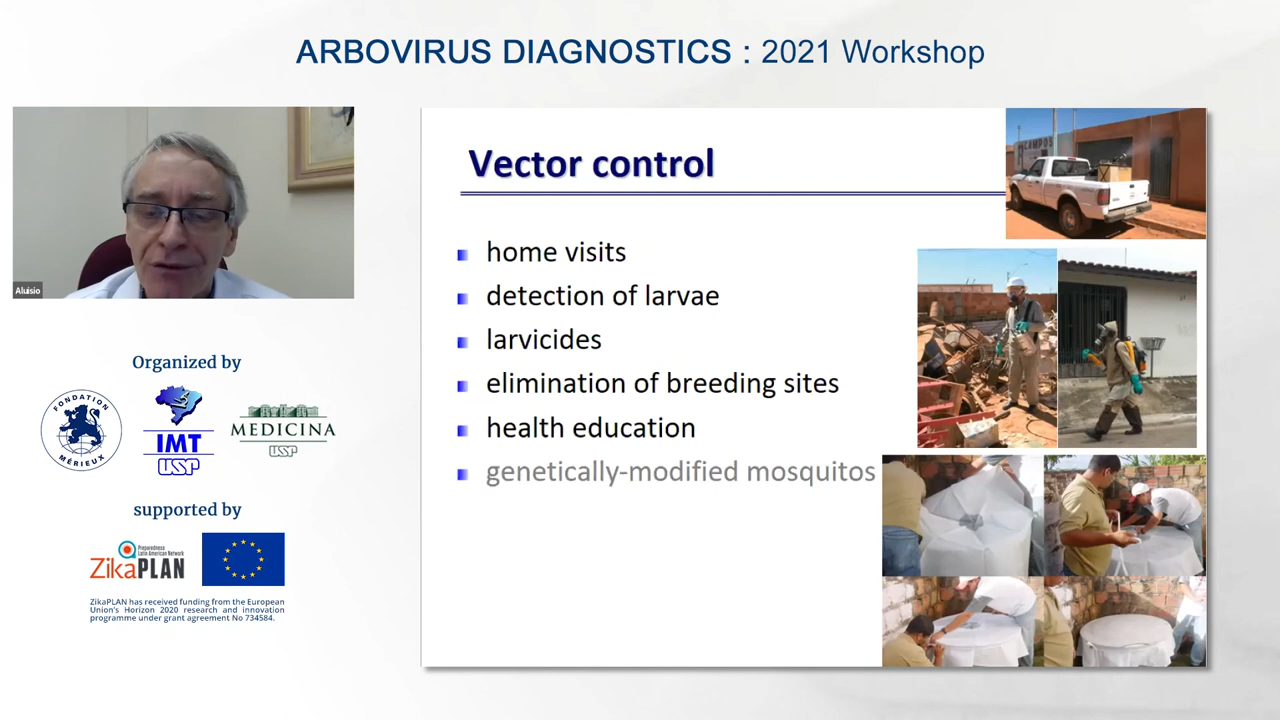 ARBOVIRUS DIAGNOSTICS : 2021 Workshop
Aluisio
Organized by
FONDATION
MÉRIEUX
IMT
USP
MEDICINA
USP
supported by
Preparedness
Latin American Network
ZikaPLAN
ZikaPLAN has received funding from the European
Union's Horizon 2020 research and innovation
programme under grant agreement No 734584.
Vector control
home visits
detection of larvae
larvicides
elimination of breeding sites
health education
genetically-modified mosquitos
CAMPOS